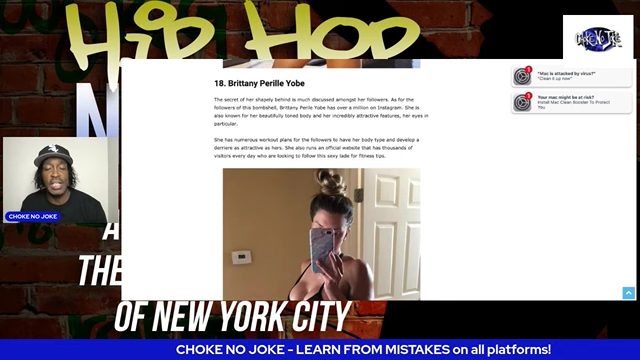 HIP HOP
N
CHOKE NO JOKE
"Mac is attacked by virus?"
"Clean it up now"
Your mac might be at risk?
Install Mac Clean Booster To Protect
You
18. Brittany Perille Yobe
The secret of her shapely behind is much discussed amongst her followers. As for the
followers of this bombshell, Brittany Perille Yobe has over a million on Instagram. She is
also known for her beautifully toned body and her incredibly attractive features, her eyes in
particular.
She has numerous workout plans for the followers to have her body type and develop a
derriere as attractive as hers. She also runs an official website that has thousands of
visitors every day who are looking to follow this sexy lade for fitness tips.
CHOKE NO JOKE
A
THE
OF NEW YORK CITY
CHOKE NO JOKE - LEARN FROM MISTAKES on all platforms!